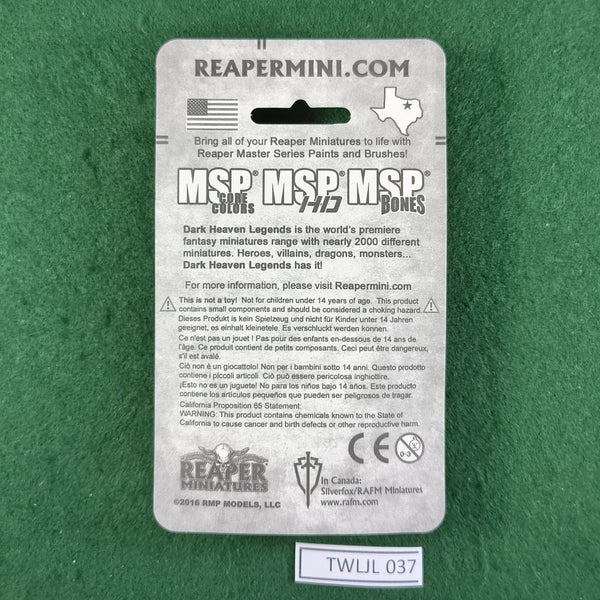 REAPERMINI.COM
Bring all of your Reaper Miniatures to life with
Reaper Master Series Paints and Brushes!
MSP® CORE COLORS MSP® HD MSP® BONES
Dark Heaven Legends is the world's premiere
fantasy miniatures range with nearly 2000 different
miniatures. Heroes, villains, dragons, monsters...
Dark Heaven Legends has it!
For more information, please visit Reapermini.com.
This is not a toy! Not for children under 14 years of age. This product
contains small components and should be considered a choking hazard.
Dieses Produkt is kein Spielzeug und nicht für Kinder unter 14 Jahren
geegnet, es einhalt kleinetele. Es verschluckt werden konnen.
Ce n'est pas un jouet ! Pas pour des enfants en-dessous de 14 ans de
l'âge. Ce produit contient de petits composants. Ceci peut être dangereux,
s'il est avalé.
Ciò non è un giocattolo! Non per i bambini sotto 14 anni. Questo prodotto
contiene i piccoli articoli. Ciò può essere pericolosa inghiottire.
¡Esto no es un juguete! No para los niños bajo 14 años. Este producto
contiene los artículos pequeños que pueden ser peligrosos de tragar.
California Proposition 65 Statement:
WARNING: This product contains chemicals known to the State of
California to cause cancer and birth defects or other reproductive harm.
REAPER
MINIATURES
©2016 RMP MODELS, LLC
In Canada:
Silverfox/RAFM Miniatures
www.rafm.com
CE
0-3
TWLJL 037